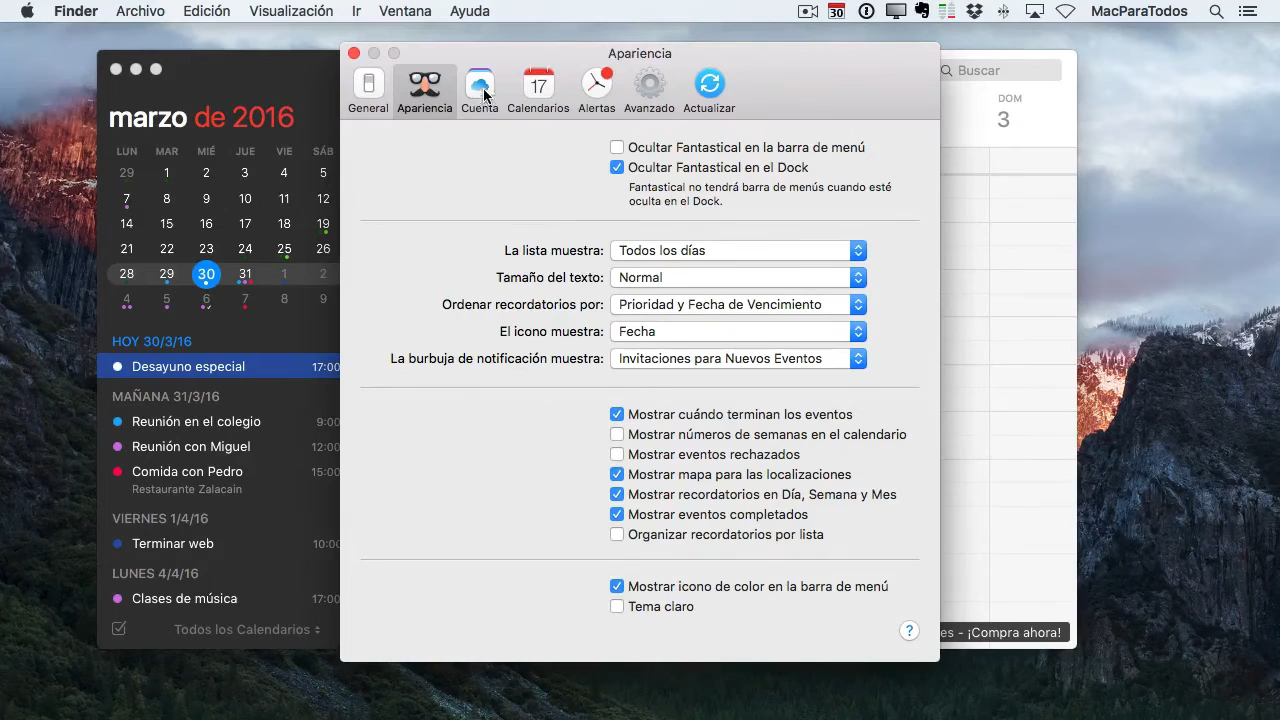 Finder Archivo Edición Visualización Ir Ventana Ayuda 30 MacParaTodos
Apariencia
General Apariencia Cuenta 17 Calendarios Alertas Avanzado Actualizar
Buscar
marzo de 2016
DOM
3
LUN MAR MIÉ JUE VIE SÁB
29 1 2 3 4 5
7 8 9 10 11 12
14 15 16 17 18 19
21 22 23 24 25 26
28 29 30 31 1 2
4 5 6 7 8 9
HOY 30/3/16
Desayuno especial 17:00
MAÑANA 31/3/16
Reunión en el colegio 9:00
Reunión con Miguel 12:00
Comida con Pedro 15:00
Restaurante Zalacain
VIERNES 1/4/16
Terminar web 10:00
LUNES 4/4/16
Clases de música 17:00
Todos los Calendarios
Ocultar Fantastical en la barra de menú
Ocultar Fantastical en el Dock
Fantastical no tendrá barra de menús cuando esté
oculta en el Dock.
La lista muestra: Todos los días
Tamaño del texto: Normal
Ordenar recordatorios por: Prioridad y Fecha de Vencimiento
El icono muestra: Fecha
La burbuja de notificación muestra: Invitaciones para Nuevos Eventos
Mostrar cuándo terminan los eventos
Mostrar números de semanas en el calendario
Mostrar eventos rechazados
Mostrar mapa para las localizaciones
Mostrar recordatorios en Día, Semana y Mes
Mostrar eventos completados
Organizar recordatorios por lista
Mostrar icono de color en la barra de menú
Tema claro
?
es - ¡Compra ahora!